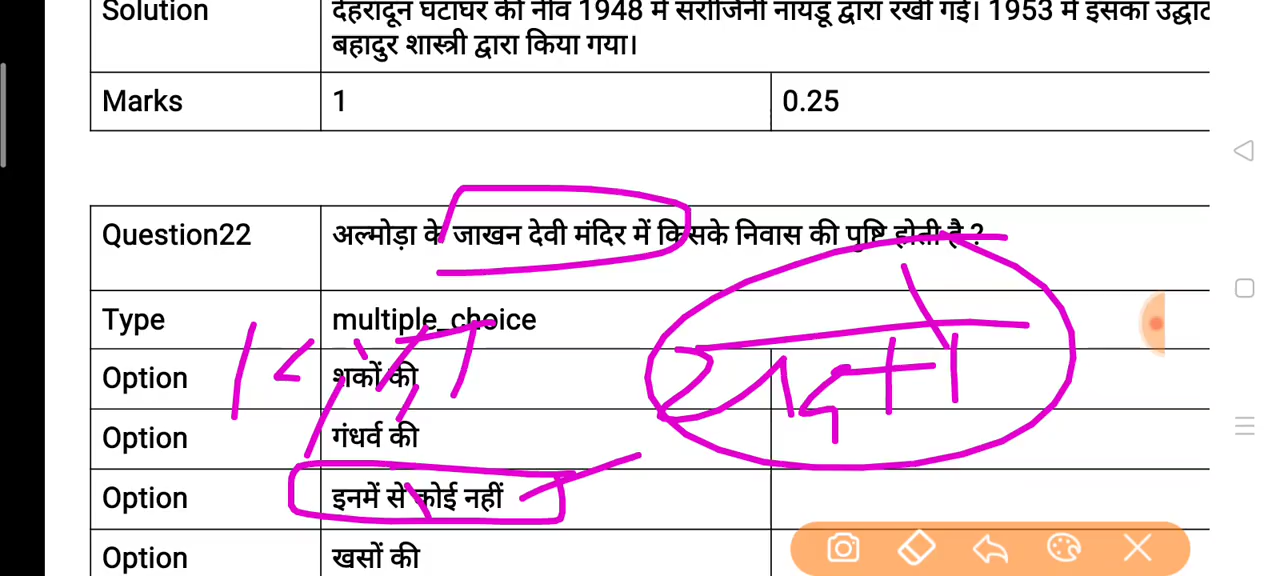 Solution देहरादून घंटाघर की नींव 1948 में सरोजिनी नायडू द्वारा रखी गई। 1953 में इसका उद्घाट
बहादुर शास्त्री द्वारा किया गया।
Marks 1 0.25
Question22 अल्मोड़ा के जाखन देवी मंदिर में किसके निवास की पुष्टि होती है ?
Type multiple_choice
Option शकों की
Option गंधर्व की
Option इनमें से कोई नहीं
Option खसों की